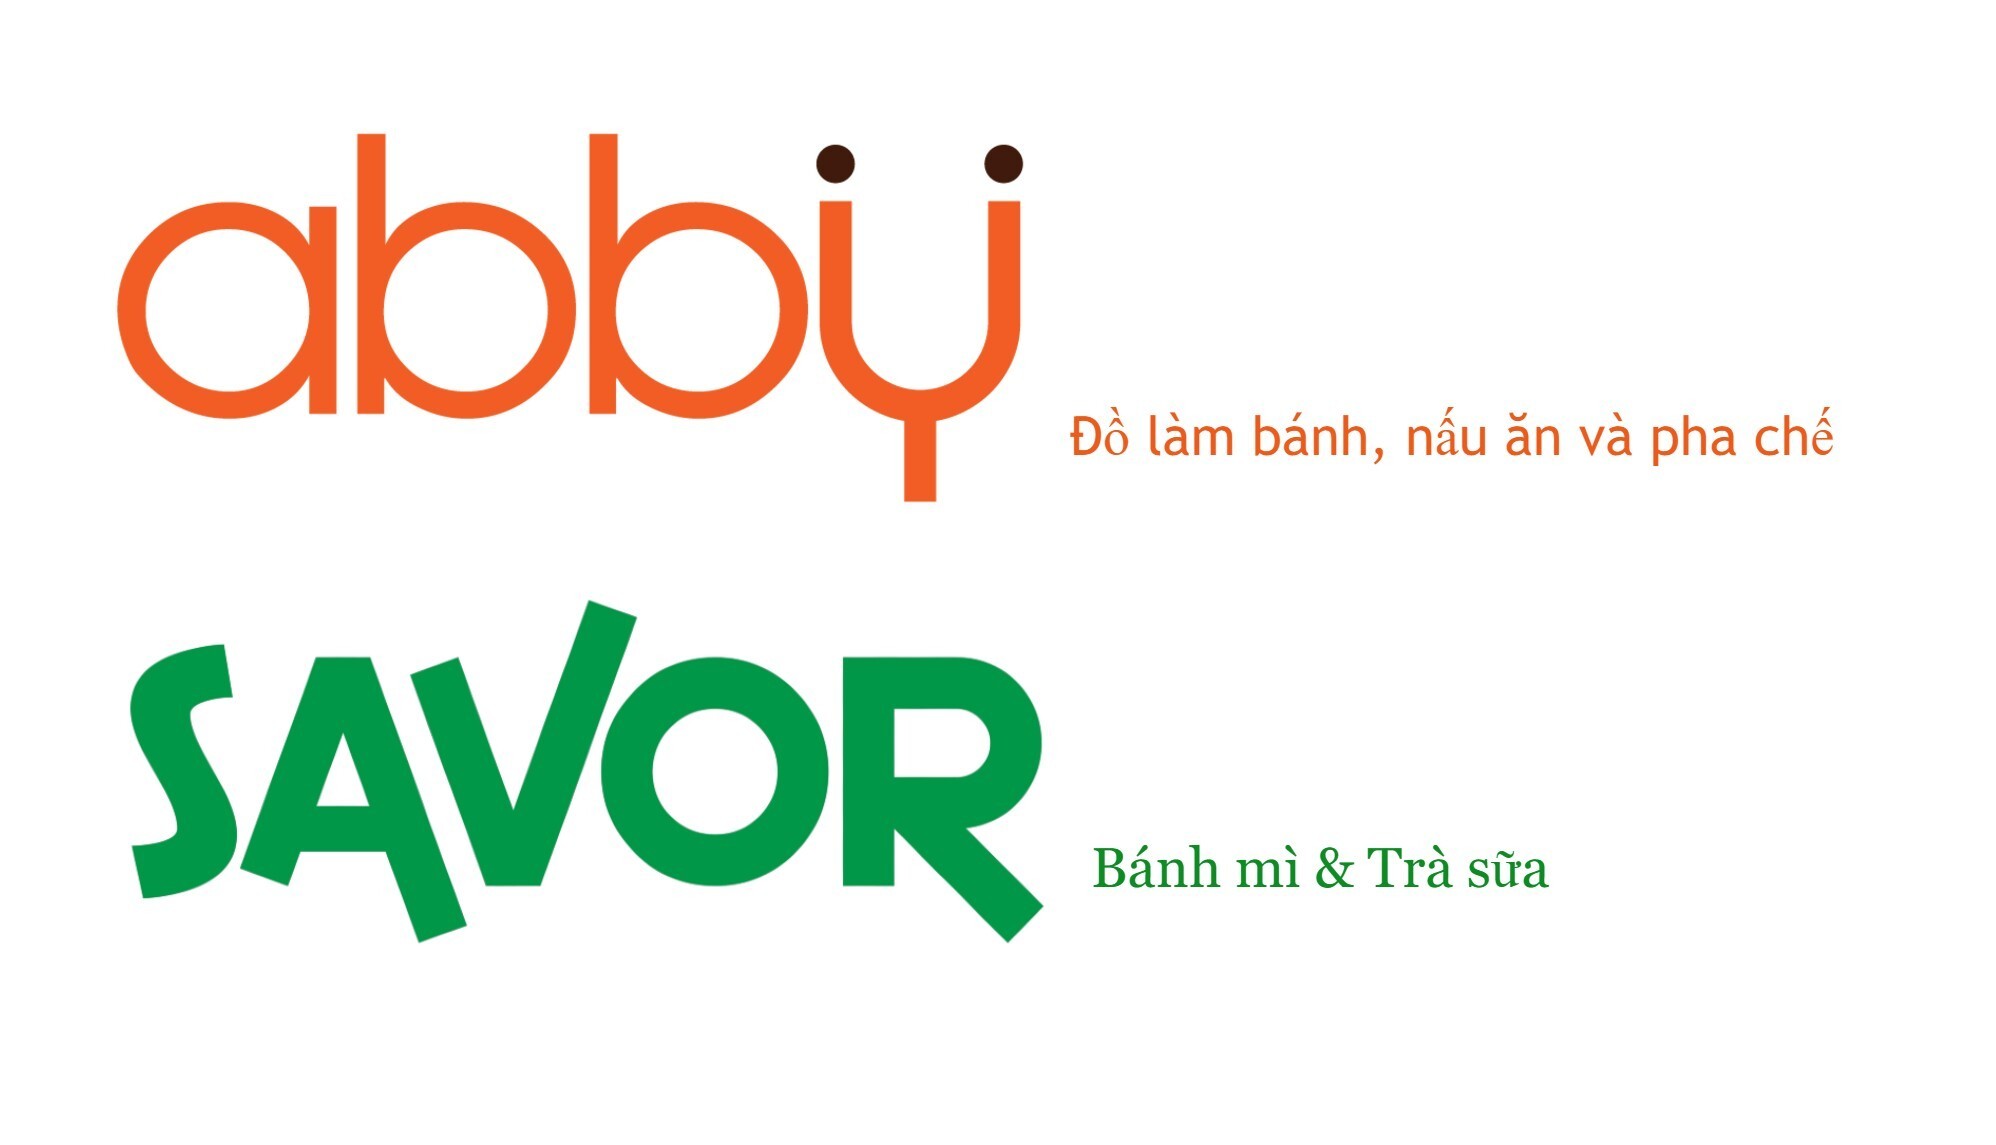 abby
Đồ làm bánh, nấu ăn và pha chế
SAVOR
Bánh mì & Trà sữa